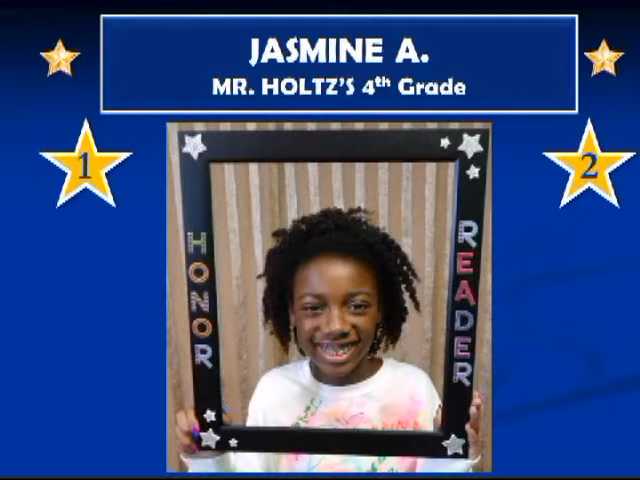 JASMINE A.
MR. HOLTZ'S 4th Grade
1
2
HONOR
READER